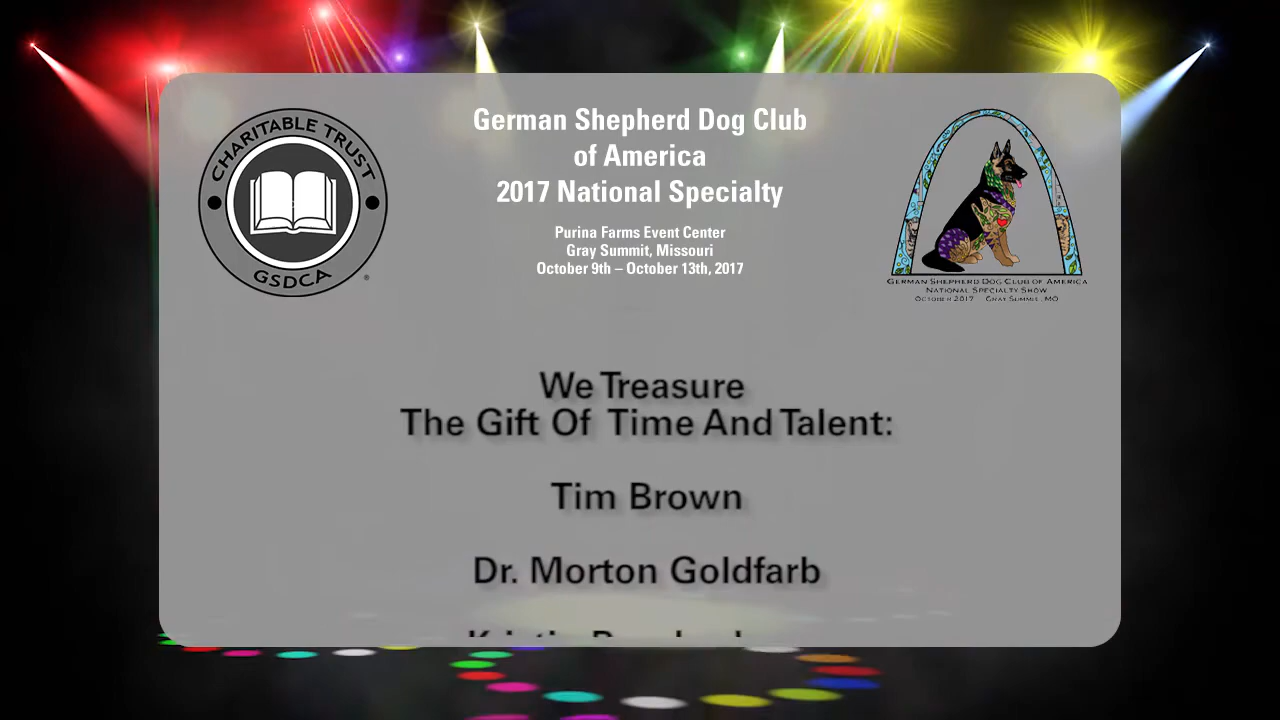 CHARITABLE TRUST
GSDCA
German Shepherd Dog Club
of America
2017 National Specialty
Purina Farms Event Center
Gray Summit, Missouri
October 9th – October 13th, 2017
German Shepherd Dog Club of America
National Specialty Show
October 2017 Gray Summit, MO
We Treasure
The Gift Of Time And Talent:
Tim Brown
Dr. Morton Goldfarb